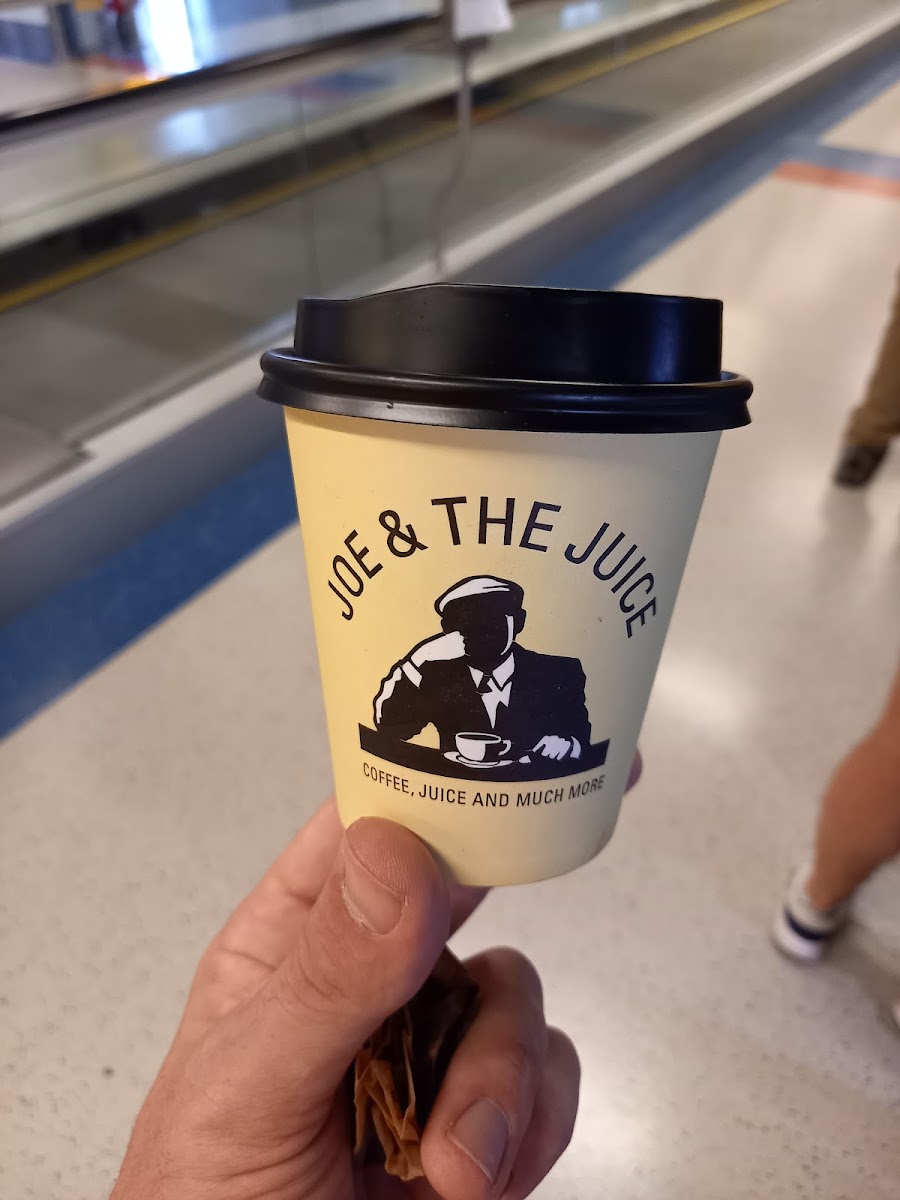 JOE & THE JUICE
COFFEE, JUICE AND MUCH MORE